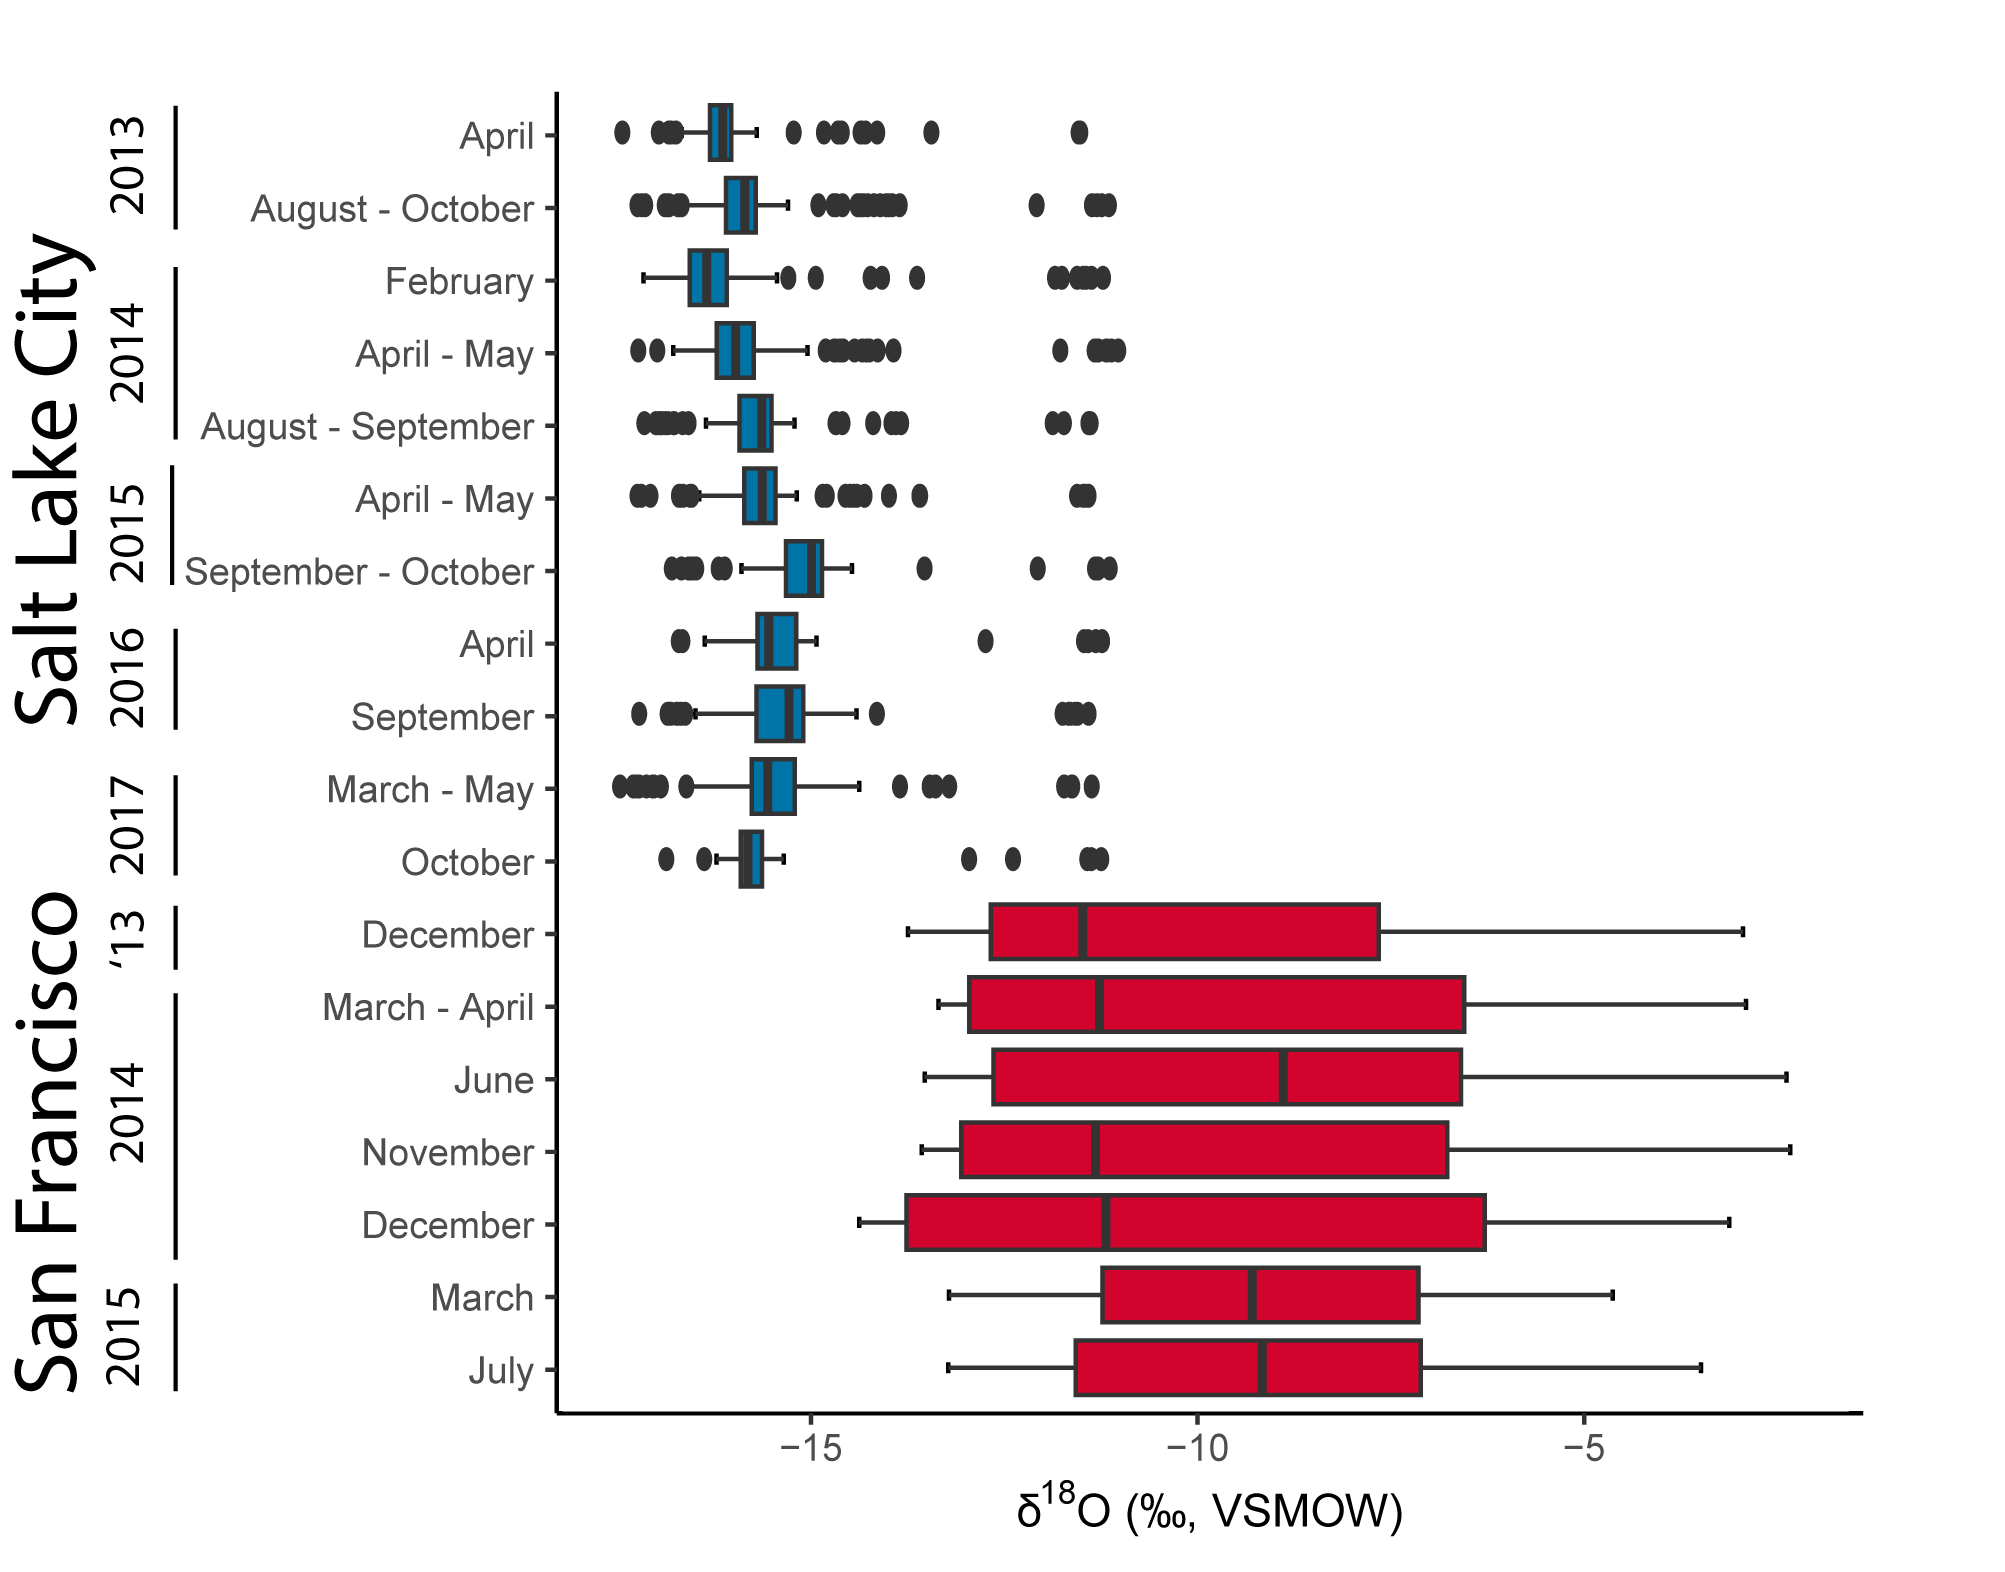 Salt Lake City
2013
April
August - October
2014
February
April - May
August - September
2015
April - May
September - October
2016
April
September
2017
March - May
October
San Francisco
‘13
December
2014
March - April
June
November
December
2015
March
July
−15 −10 −5
δ18O (‰, VSMOW)